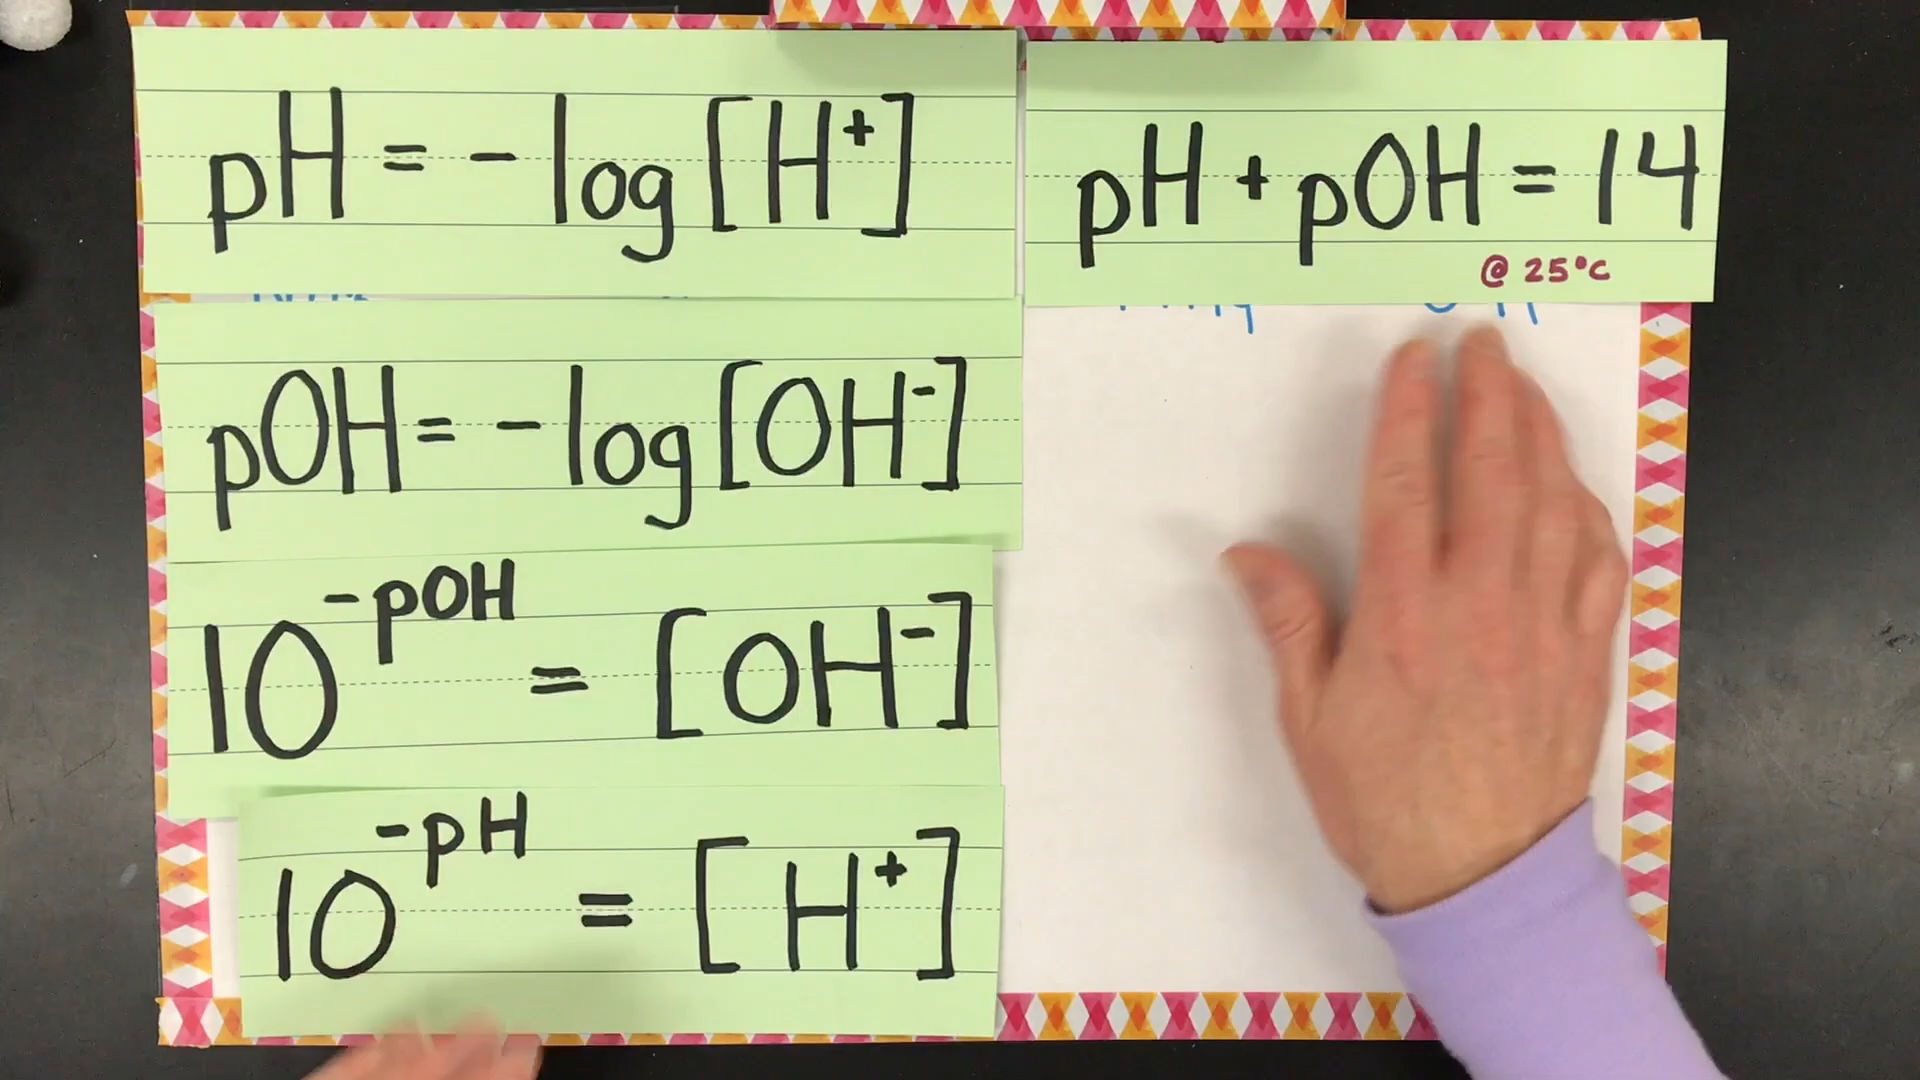 pH = - log [H⁺]
pH + pOH = 14
@ 25°C
pOH = - log [OH⁻]
10^-pOH = [OH⁻]
10^-pH = [H⁺]